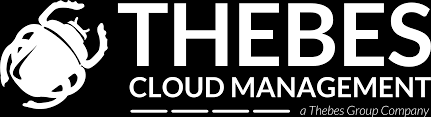 THEBES
CLOUD MANAGEMENT
a Thebes Group Company